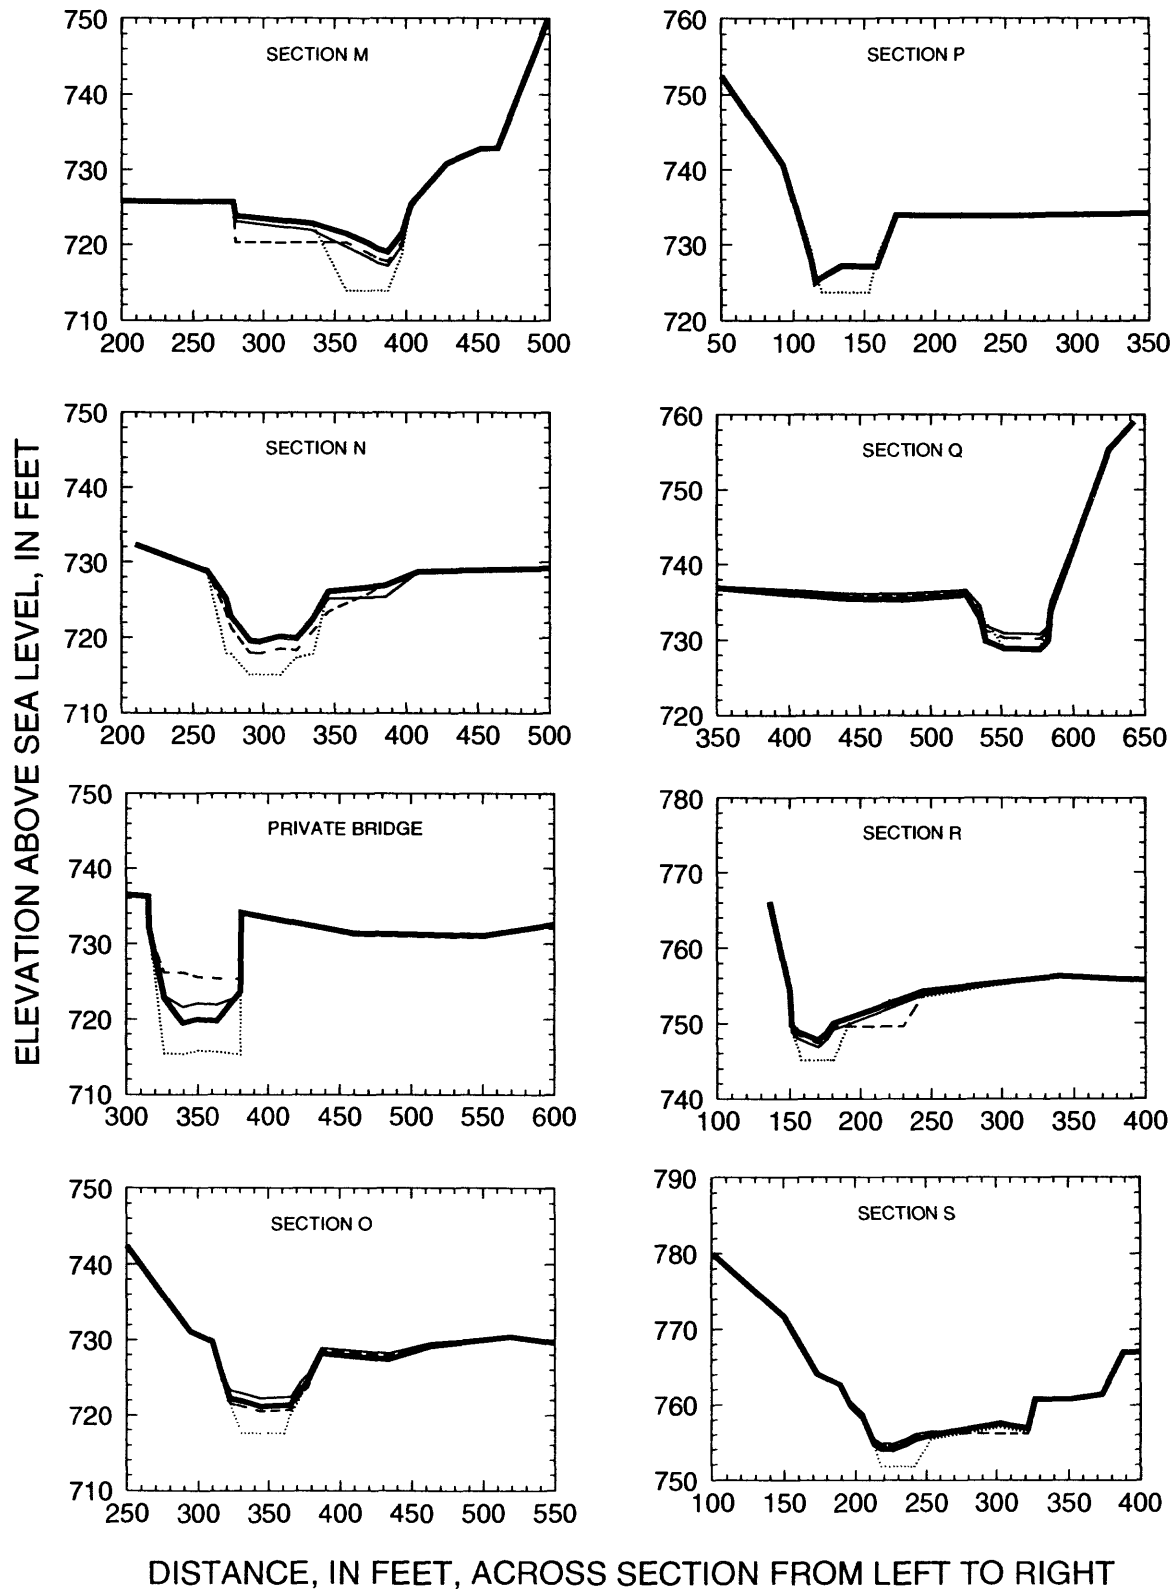 ELEVATION ABOVE SEA LEVEL, IN FEET
SECTION M
750
740
730
720
710
200 250 300 350 400 450 500
SECTION P
760
750
740
730
720
50 100 150 200 250 300 350
SECTION N
750
740
730
720
710
200 250 300 350 400 450 500
SECTION Q
760
750
740
730
720
350 400 450 500 550 600 650
PRIVATE BRIDGE
750
740
730
720
710
300 350 400 450 500 550 600
SECTION R
780
770
760
750
740
100 150 200 250 300 350 400
SECTION O
750
740
730
720
710
250 300 350 400 450 500 550
SECTION S
790
780
770
760
750
100 150 200 250 300 350 400
DISTANCE, IN FEET, ACROSS SECTION FROM LEFT TO RIGHT